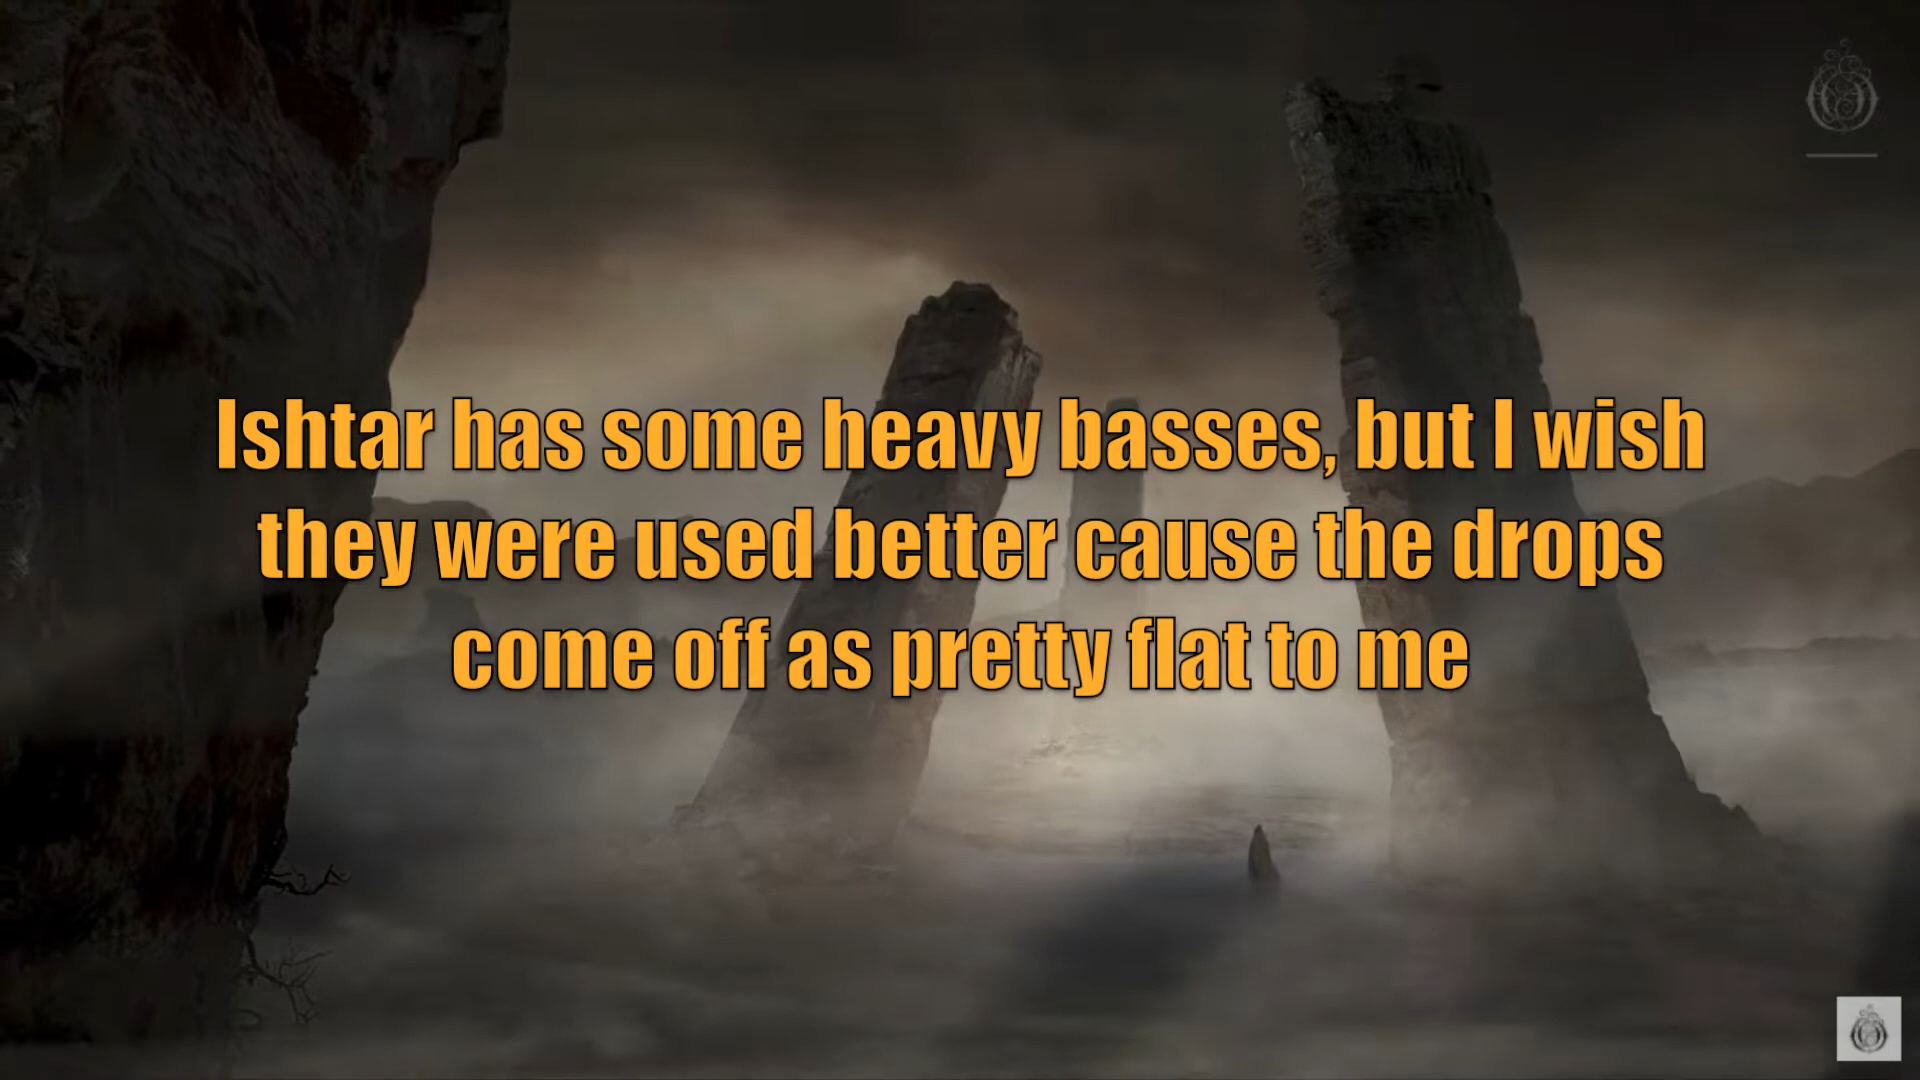 Ishtar has some heavy basses, but I wish
they were used better cause the drops
come off as pretty flat to me